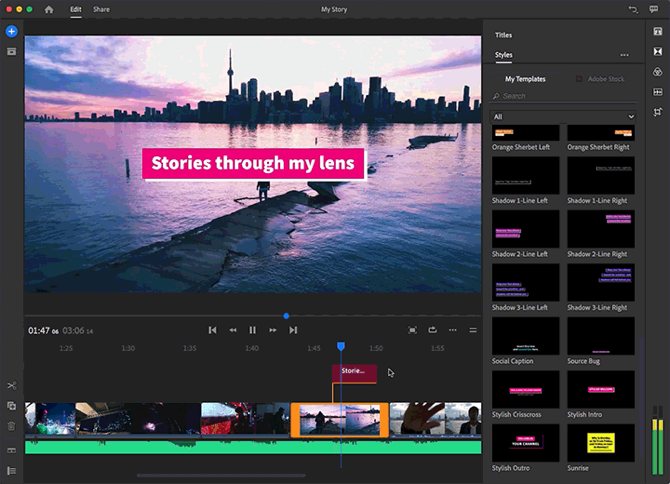 Edit
Share
My Story
Titles
Styles
My Templates
Adobe Stock
Search
All
Orange Sherbet Left
Orange Sherbet Right
Shadow 1-Line Left
Shadow 1-Line Right
Shadow 2-Line Left
Shadow 2-Line Right
Shadow 3-Line Left
Shadow 3-Line Right
Social Caption
Source Bug
Stylish Crisscross
Stylish Intro
YOUR CHANNEL
Stylish Outro
Sunrise
Stories through my lens
01:47 06
03:06 14
1:25
1:30
1:35
1:40
1:45
1:50
1:55
Storie...